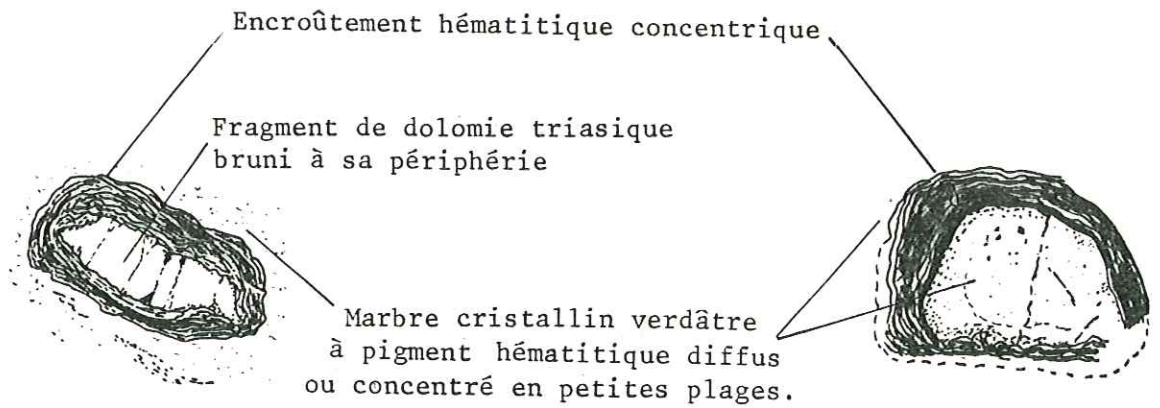 Encroûtement hématitique concentrique
Fragment de dolomie triasique
bruni à sa périphérie
Marbre cristallin verdâtre
à pigment hématitique diffus
ou concentré en petites plages.